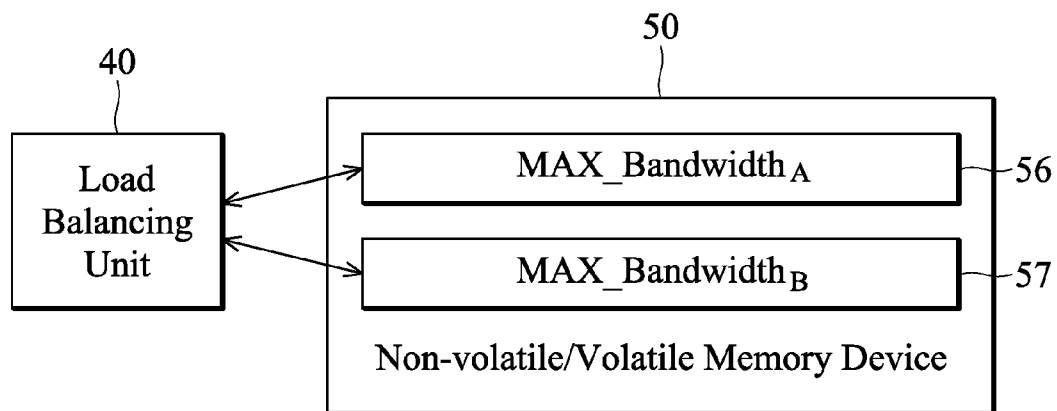 50
40
MAX_BandwidthA
56
Load
Balancing
Unit
MAX_BandwidthB
57
Non-volatile/Volatile Memory Device